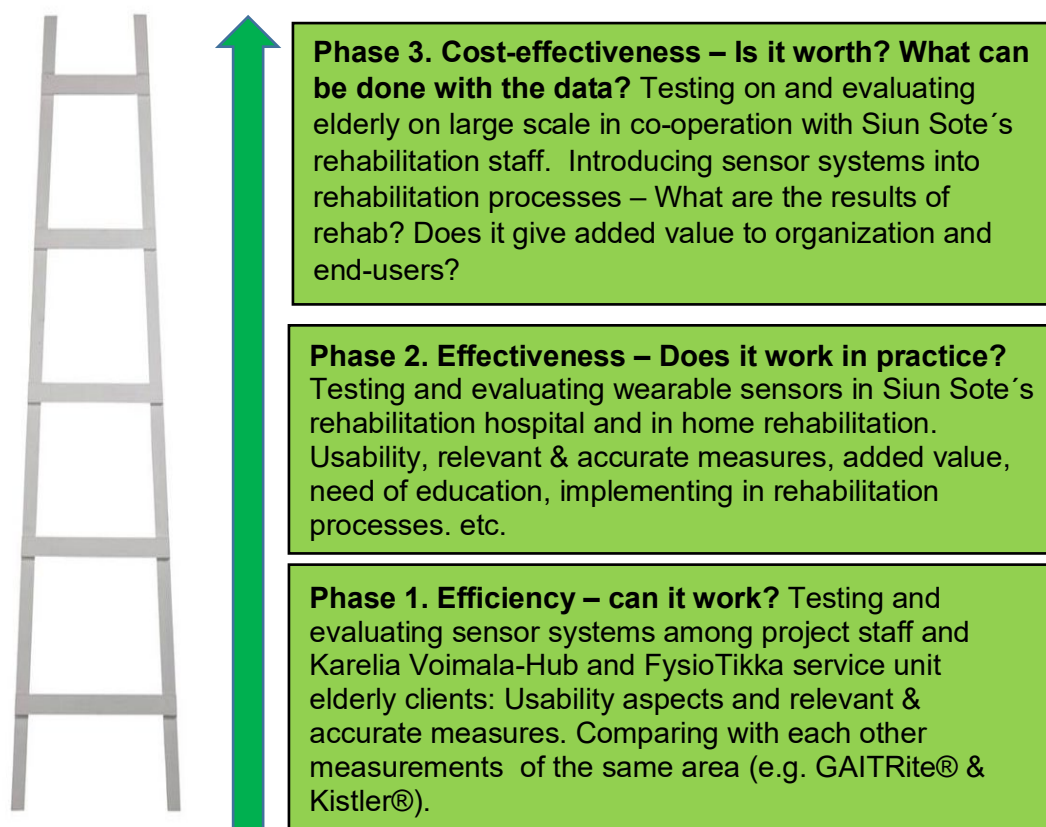 Phase 3. Cost-effectiveness – Is it worth? What can
be done with the data? Testing on and evaluating
elderly on large scale in co-operation with Siun Sote´s
rehabilitation staff.  Introducing sensor systems into
rehabilitation processes – What are the results of
rehab? Does it give added value to organization and
end-users?
Phase 2. Effectiveness – Does it work in practice?
Testing and evaluating wearable sensors in Siun Sote´s
rehabilitation hospital and in home rehabilitation.
Usability, relevant & accurate measures, added value,
need of education, implementing in rehabilitation
processes. etc.
Phase 1. Efficiency – can it work? Testing and
evaluating sensor systems among project staff and
Karelia Voimala-Hub and FysioTikka service unit
elderly clients: Usability aspects and relevant &
accurate measures. Comparing with each other
measurements  of the same area (e.g. GAITRite® &
Kistler®).